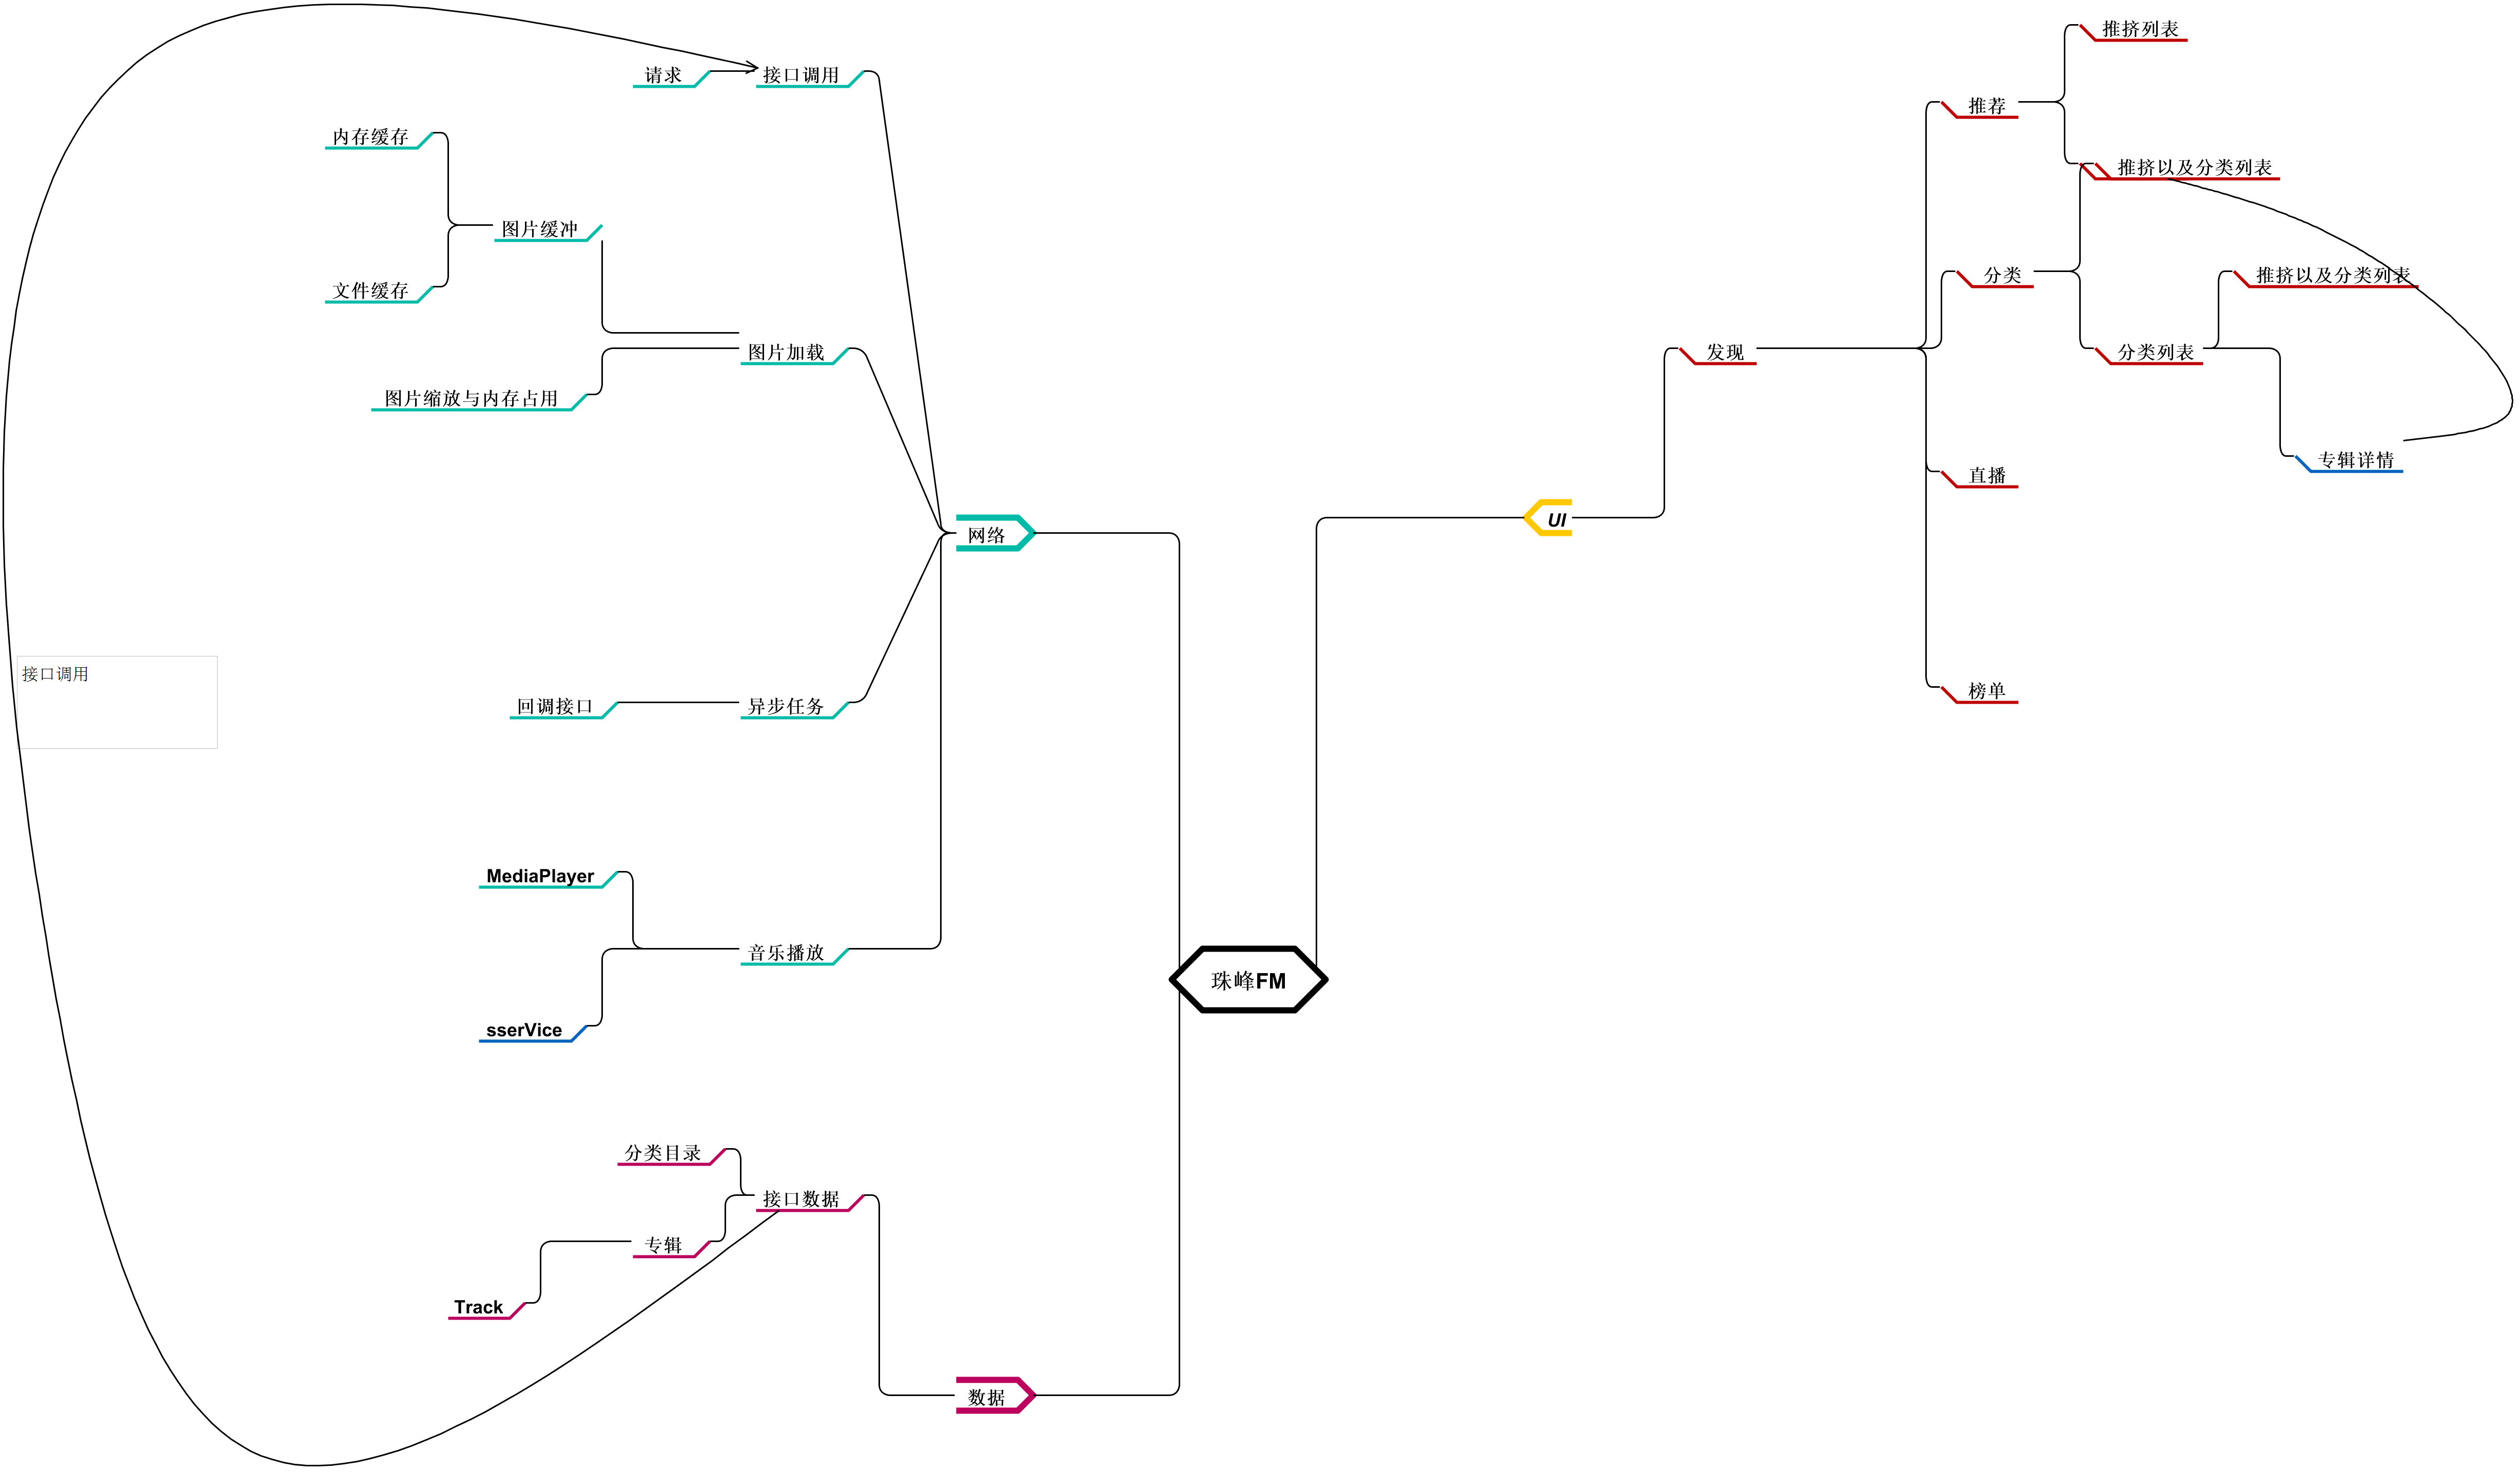 推挤列表
请求
接口调用
推荐
内存缓存
推挤以及分类列表
图片缓冲
分类
推挤以及分类列表
文件缓存
图片加载
发现
分类列表
图片缩放与内存占用
专辑详情
直播
UI
网络
接口调用
榜单
回调接口
异步任务
MediaPlayer
音乐播放
珠峰FM
sserVice
分类目录
接口数据
专辑
Track
数据